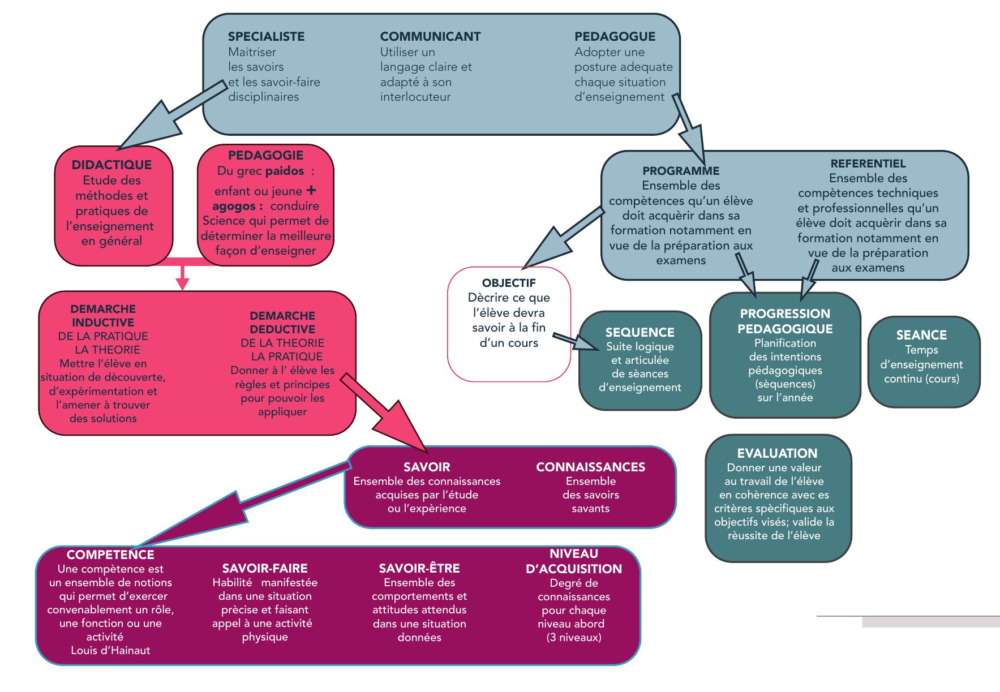 SPECIALISTE
Maitriser
les savoirs
et les savoir-faire
disciplinaires
COMMUNICANT
Utiliser un
langage claire et
adapté à son
interlocuteur
PEDAGOGUE
Adopter une
posture adequate
chaque situation
d’enseignement
DIDACTIQUE
Etude des
méthodes et
pratiques de
l’enseignement
en général
PEDAGOGIE
Du grec paidos :
enfant ou jeune +
agogos : conduire
Science qui permet de
déterminer la meilleure
façon d’enseigner
PROGRAMME
Ensemble des
compètences qu’un élève
doit acquèrir dans sa
formation notamment en
vue de la préparation aux
examens
REFERENTIEL
Ensemble des
compètences techniques
et professionnelles qu’un
élève doit acquèrir dans sa
formation notamment en
vue de la préparation
aux examens
DEMARCHE
INDUCTIVE
DE LA PRATIQUE
LA THEORIE
Mettre l’élève en
situation de dècouverte,
d’expèrimentation et
l’amener à trouver
des solutions
DEMARCHE
DEDUCTIVE
DE LA THEORIE
LA PRATIQUE
Donner à l’ élève les
règles et principes
pour pouvoir les
appliquer
OBJECTIF
Dècrire ce que
l’élève devra
savoir à la fin
d’un cours
SEQUENCE
Suite logique
et articulée
de sèances
d’enseignement
PROGRESSION
PEDAGOGIQUE
Planification
des intentions
pédagogiques
(sèquences)
sur l’année
SEANCE
Temps
d’enseignement
continu (cours)
SAVOIR
Ensemble des connaissances
acquises par l’étude
ou l’expèrience
CONNAISSANCES
Ensemble
des savoirs
savants
EVALUATION
Donner une valeur
au travail de l’élève
en cohèrence avec es
critères spècifiques aux
objectifs visés; valide la
rèussite de l’élève
COMPETENCE
Une compètence est
un ensemble de notions
qui permet d’exercer
convenablement un rôle,
une fonction ou une
activité
Louis d’Hainaut
SAVOIR-FAIRE
Habilité manifestée
dans une situation
prècise et faisant
appel à une activité
physique
SAVOIR-ÊTRE
Ensemble des
comportements et
attitudes attendus
dans une situation
données
NIVEAU
D’ACQUISITION
Degré de
connaissances
pour chaque
niveau abord
(3 niveaux)